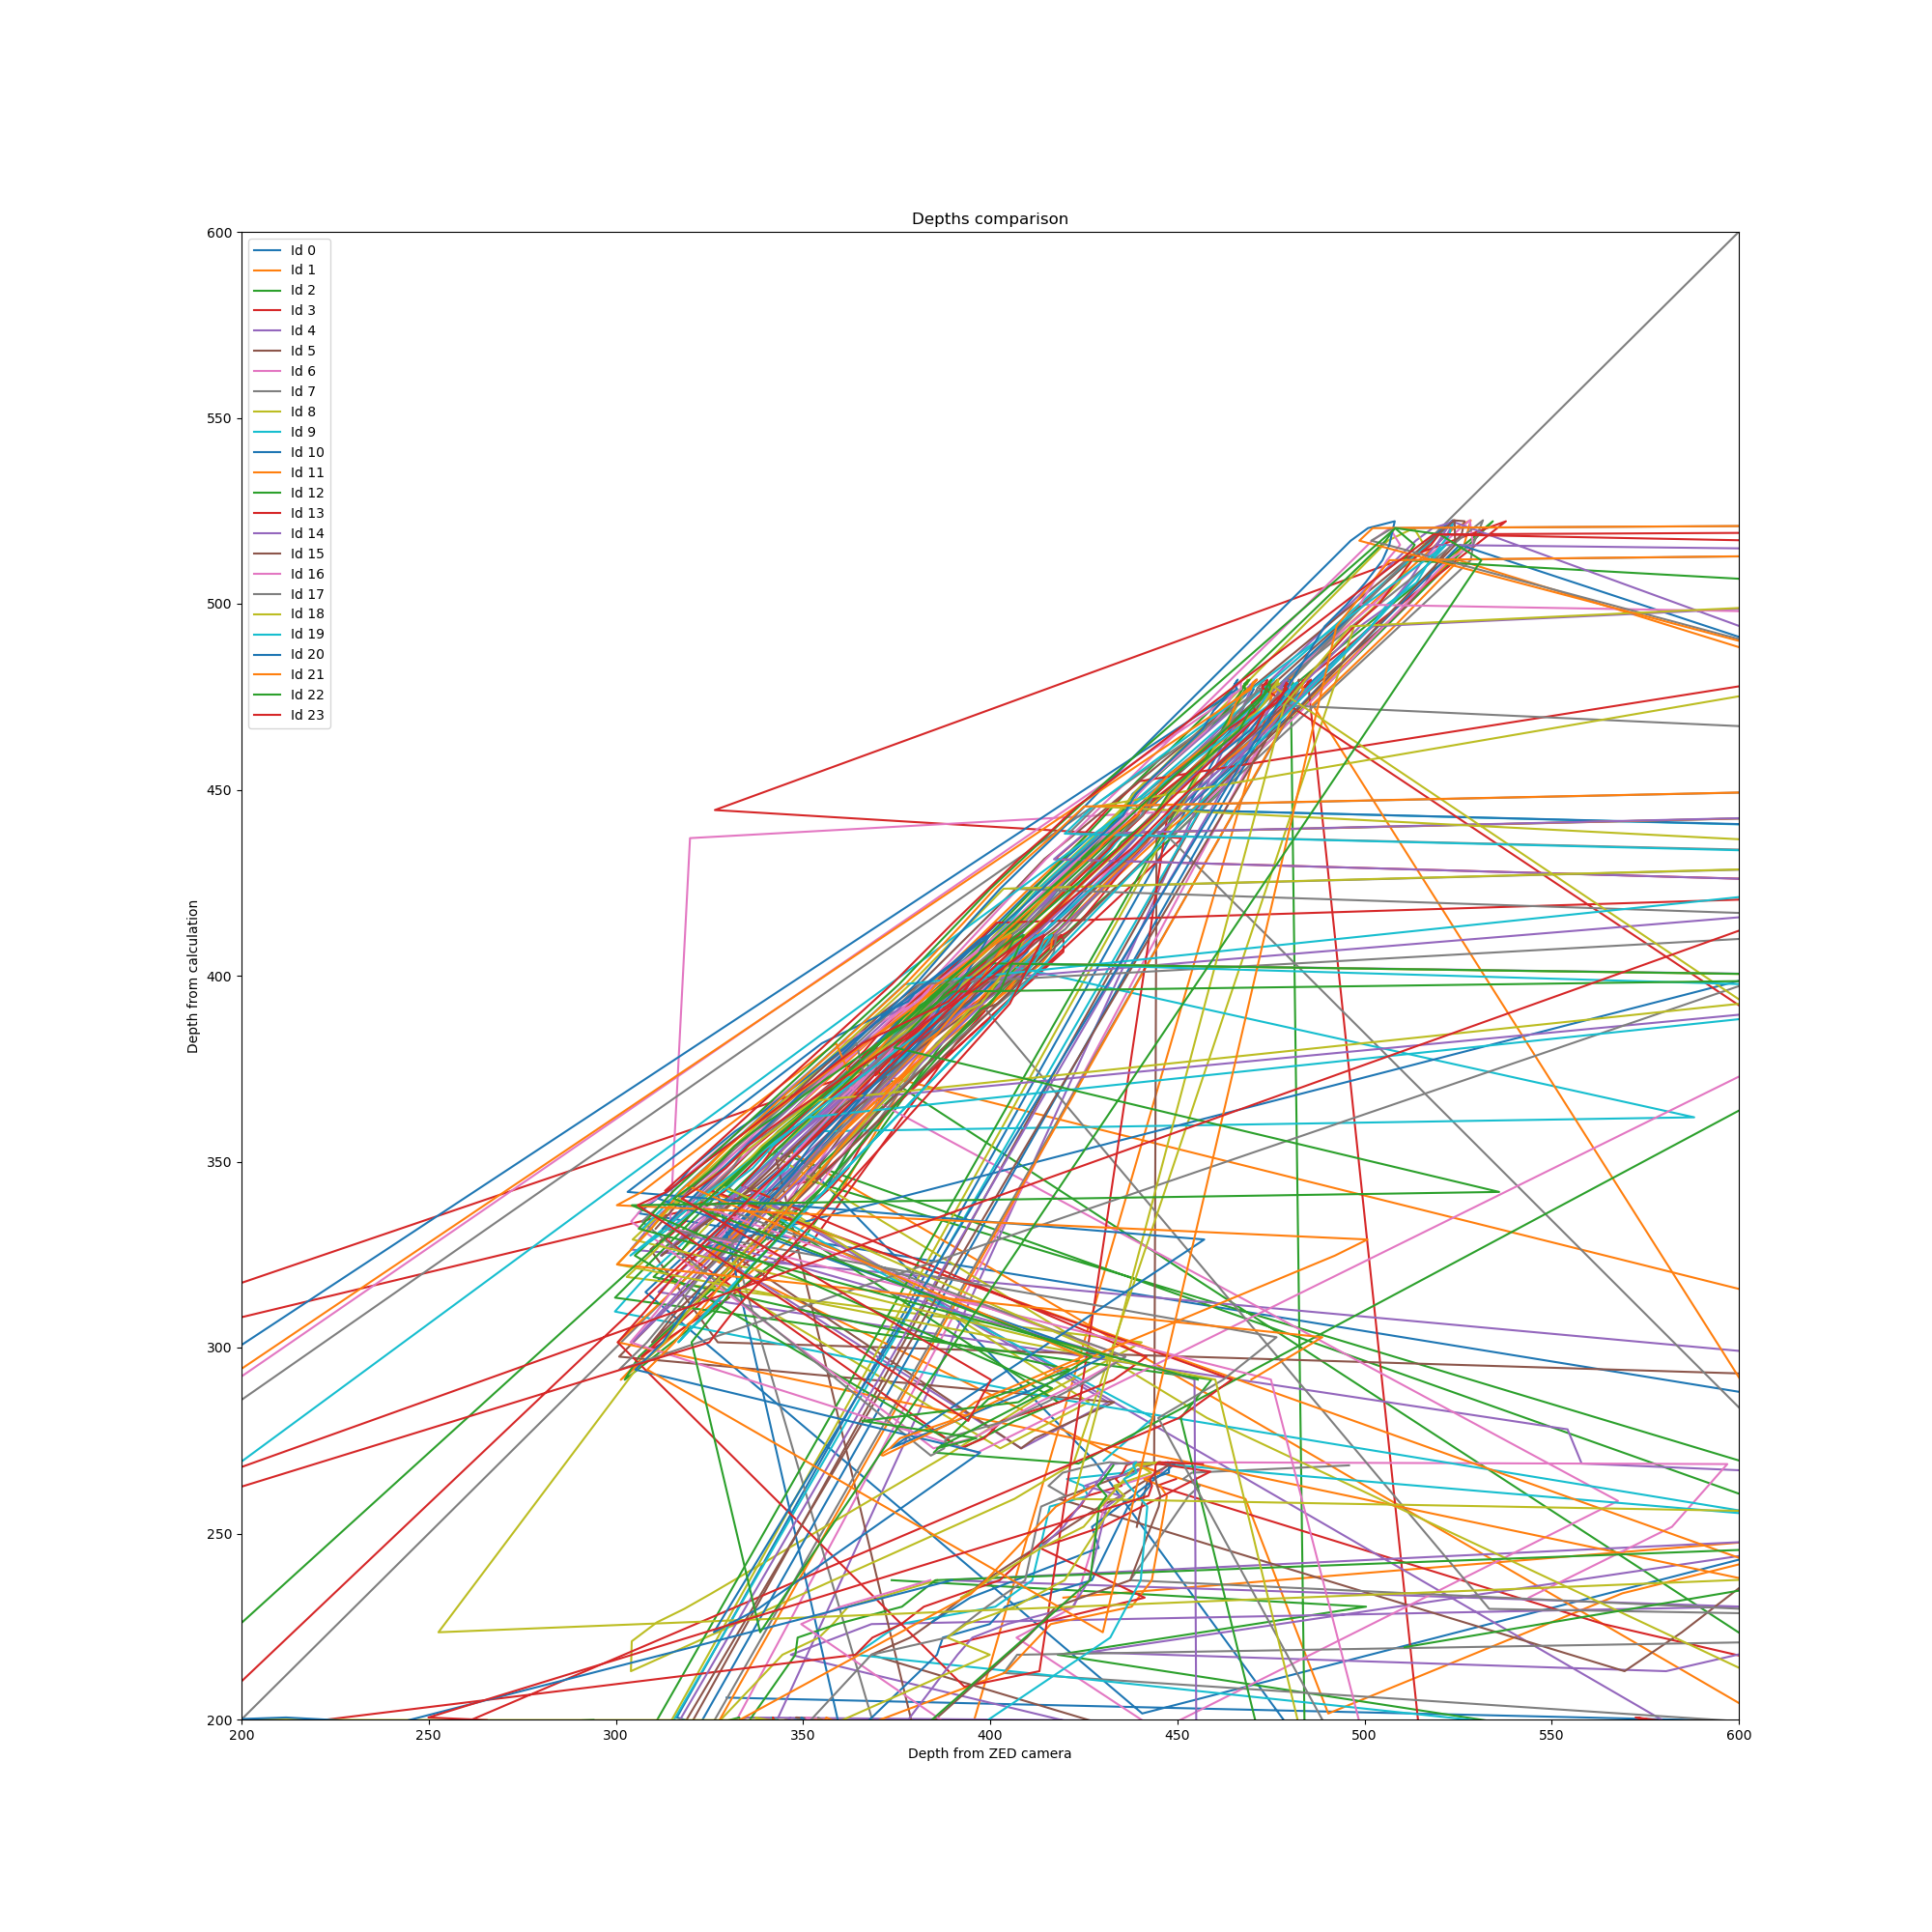 Depths comparison
600
550
500
450
400
350
300
250
200
Depth from calculation
Id 0
Id 1
Id 2
Id 3
Id 4
Id 5
Id 6
Id 7
Id 8
Id 9
Id 10
Id 11
Id 12
Id 13
Id 14
Id 15
Id 16
Id 17
Id 18
Id 19
Id 20
Id 21
Id 22
Id 23
200 250 300 350 400 450 500 550 600
Depth from ZED camera